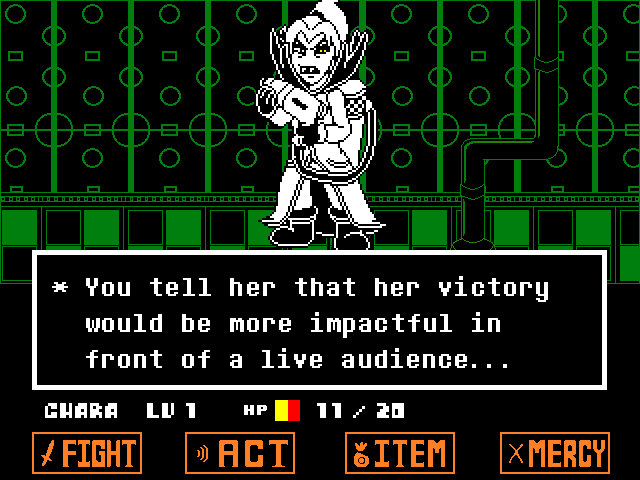 * You tell her that her victory
would be more impactful in
front of a live audience...
CHARA LV 1 HP 11 / 20
FIGHT ACT ITEM MERCY